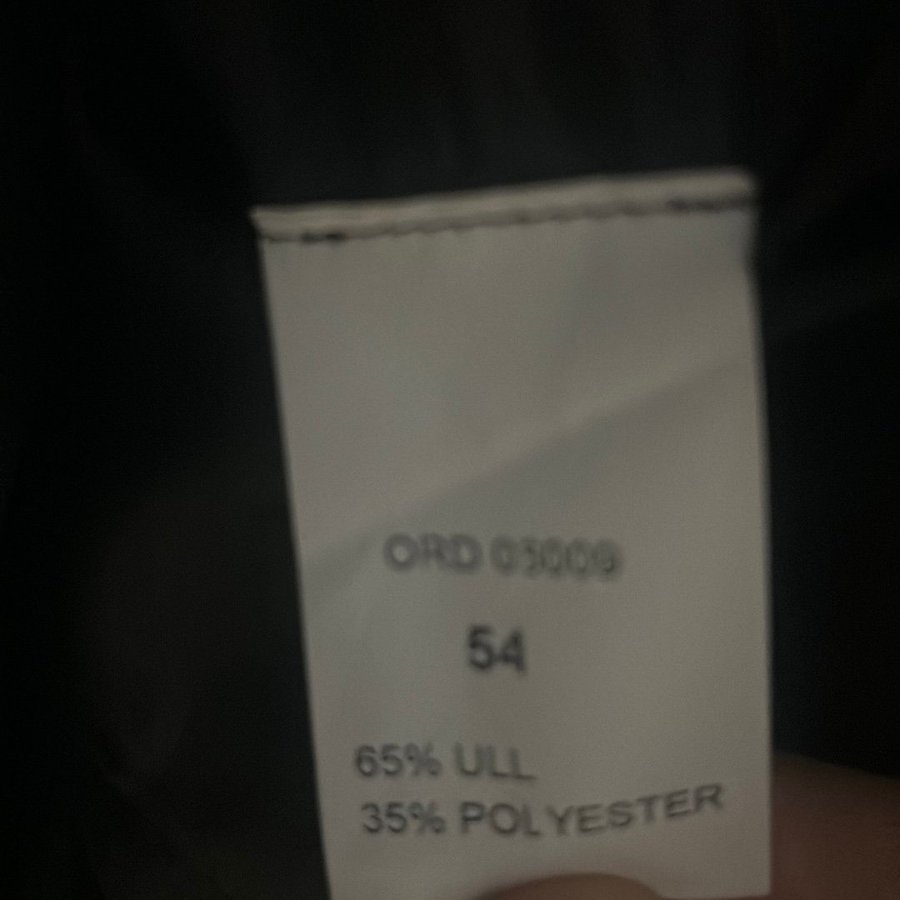 ORD 03009
54
65% ULL
35% POLYESTER